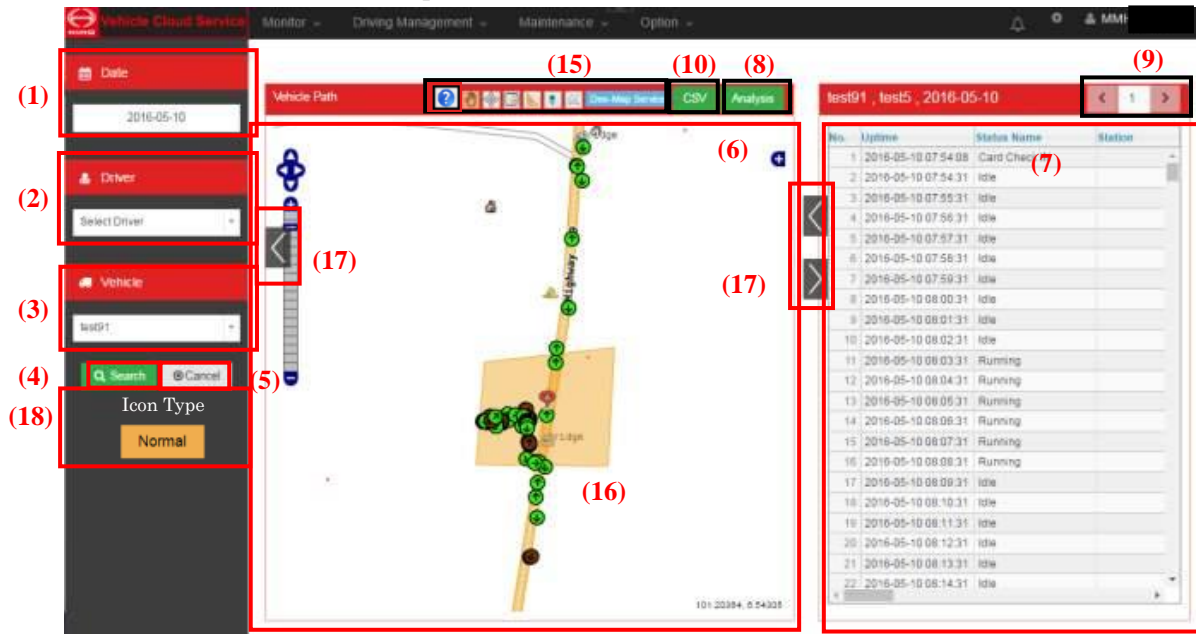 Vehicle Cloud Service
Monitor
Driving Management
Maintenance
Option
MMI
(1)
Date
2016-05-10
(2)
Driver
Select Driver
(3)
Vehicle
test91
(4)
Search
Cancel
(5)
(18)
Icon Type
Normal
(15)
(10)
(8)
Vehicle Path
?
CSV
Analysis
(6)
(17)
(17)
Highway
(16)
101.20384, 6.54328
(9)
test91 , test5 , 2016-05-10
< 1 >
No. Uptime Status Name Station
(7)
1 2016-05-10 07:54:08 Card Check
2 2016-05-10 07:54:31 Idle
3 2016-05-10 07:55:31 Idle
4 2016-05-10 07:56:31 Idle
5 2016-05-10 07:57:31 Idle
6 2016-05-10 07:58:31 Idle
7 2016-05-10 07:59:31 Idle
8 2016-05-10 08:00:31 Idle
9 2016-05-10 08:01:31 Idle
10 2016-05-10 08:02:31 Idle
11 2016-05-10 08:03:31 Running
12 2016-05-10 08:04:31 Running
13 2016-05-10 08:05:31 Running
14 2016-05-10 08:06:31 Running
15 2016-05-10 08:07:31 Running
16 2016-05-10 08:08:31 Running
17 2016-05-10 08:09:31 Idle
18 2016-05-10 08:10:31 Idle
19 2016-05-10 08:11:31 Idle
20 2016-05-10 08:12:31 Idle
21 2016-05-10 08:13:31 Idle
22 2016-05-10 08:14:31 Idle